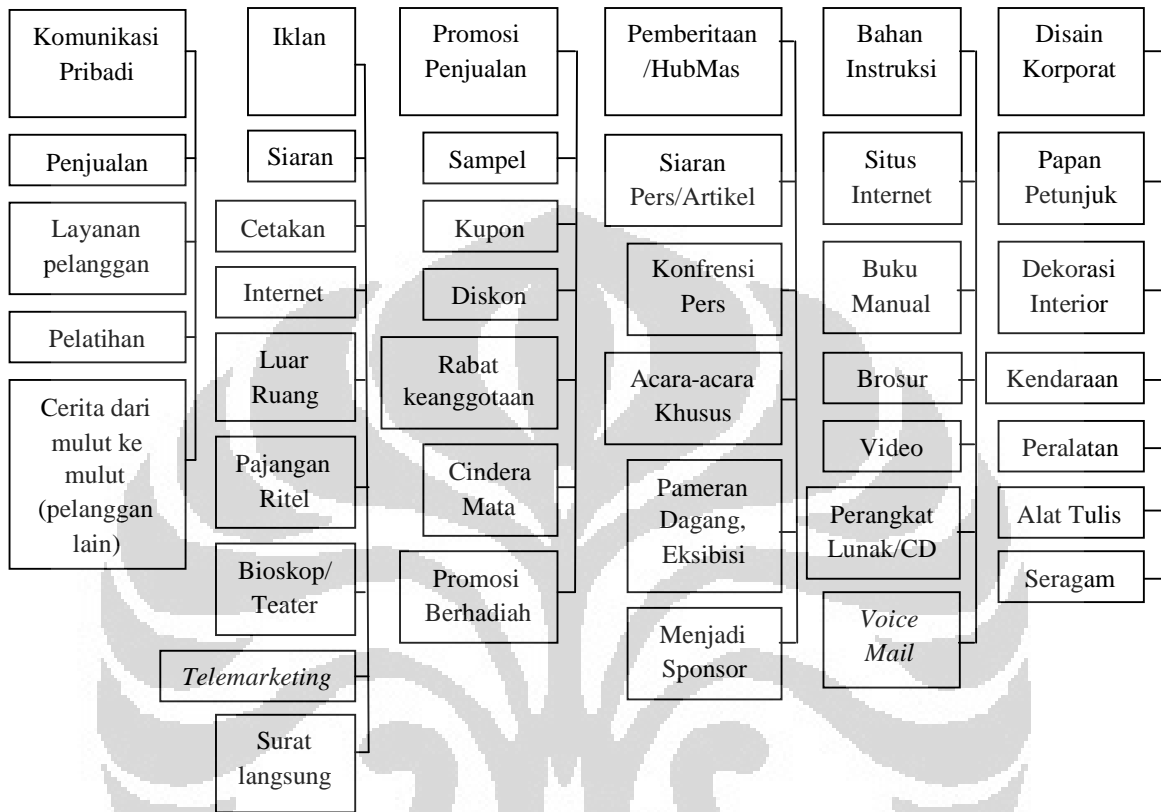 Komunikasi
Pribadi
Penjualan
Layanan
pelanggan
Pelatihan
Cerita dari
mulut ke
mulut
(pelanggan
lain)
Iklan
Siaran
Cetakan
Internet
Luar
Ruang
Pajangan
Ritel
Bioskop/
Teater
Telemarketing
Surat
langsung
Promosi
Penjualan
Sampel
Kupon
Diskon
Rabat
keanggotaan
Cindera
Mata
Promosi
Berhadiah
Pemberitaan
/HubMas
Siaran
Pers/Artikel
Konfrensi
Pers
Acara-acara
Khusus
Pameran
Dagang,
Eksibisi
Menjadi
Sponsor
Bahan
Instruksi
Situs
Internet
Buku
Manual
Brosur
Video
Perangkat
Lunak/CD
Voice
Mail
Disain
Korporat
Papan
Petunjuk
Dekorasi
Interior
Kendaraan
Peralatan
Alat Tulis
Seragam